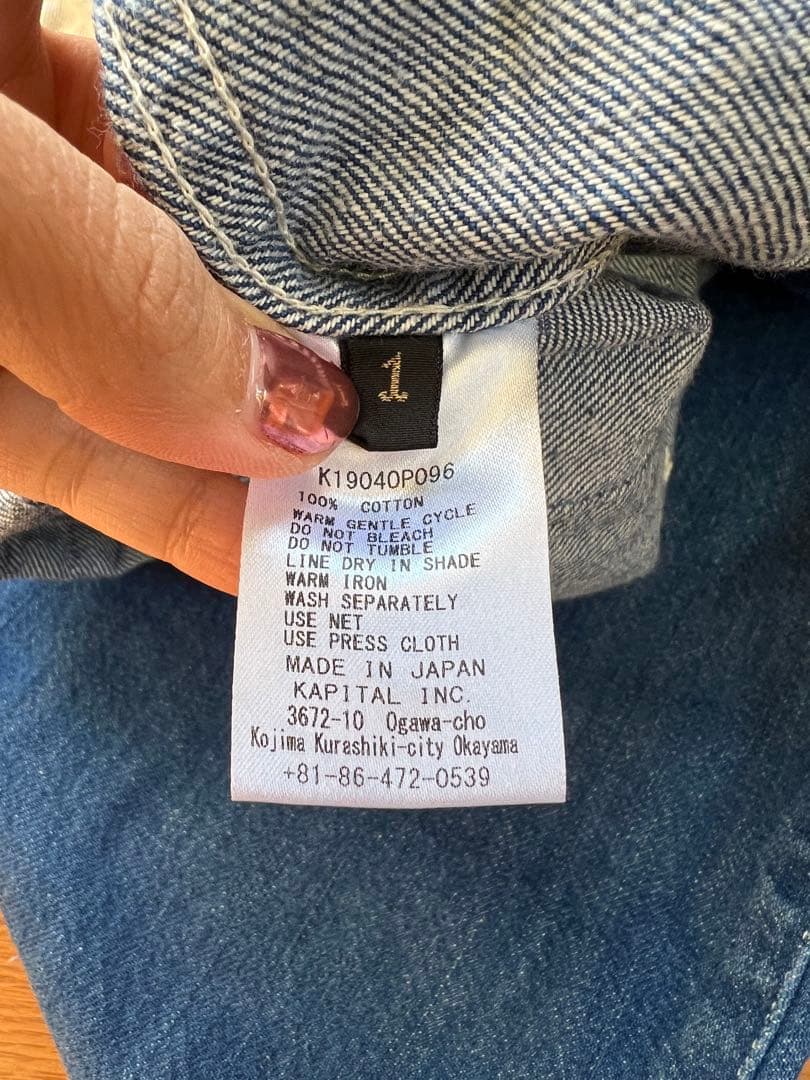 1
K19040P096
100% COTTON
WARM GENTLE CYCLE
DO NOT BLEACH
DO NOT TUMBLE
LINE DRY IN SHADE
WARM IRON
WASH SEPARATELY
USE NET
USE PRESS CLOTH
MADE IN JAPAN
KAPITAL INC.
3672-10 Ogawa-cho
Kojima Kurashiki-city Okayama
+81-86-472-0539